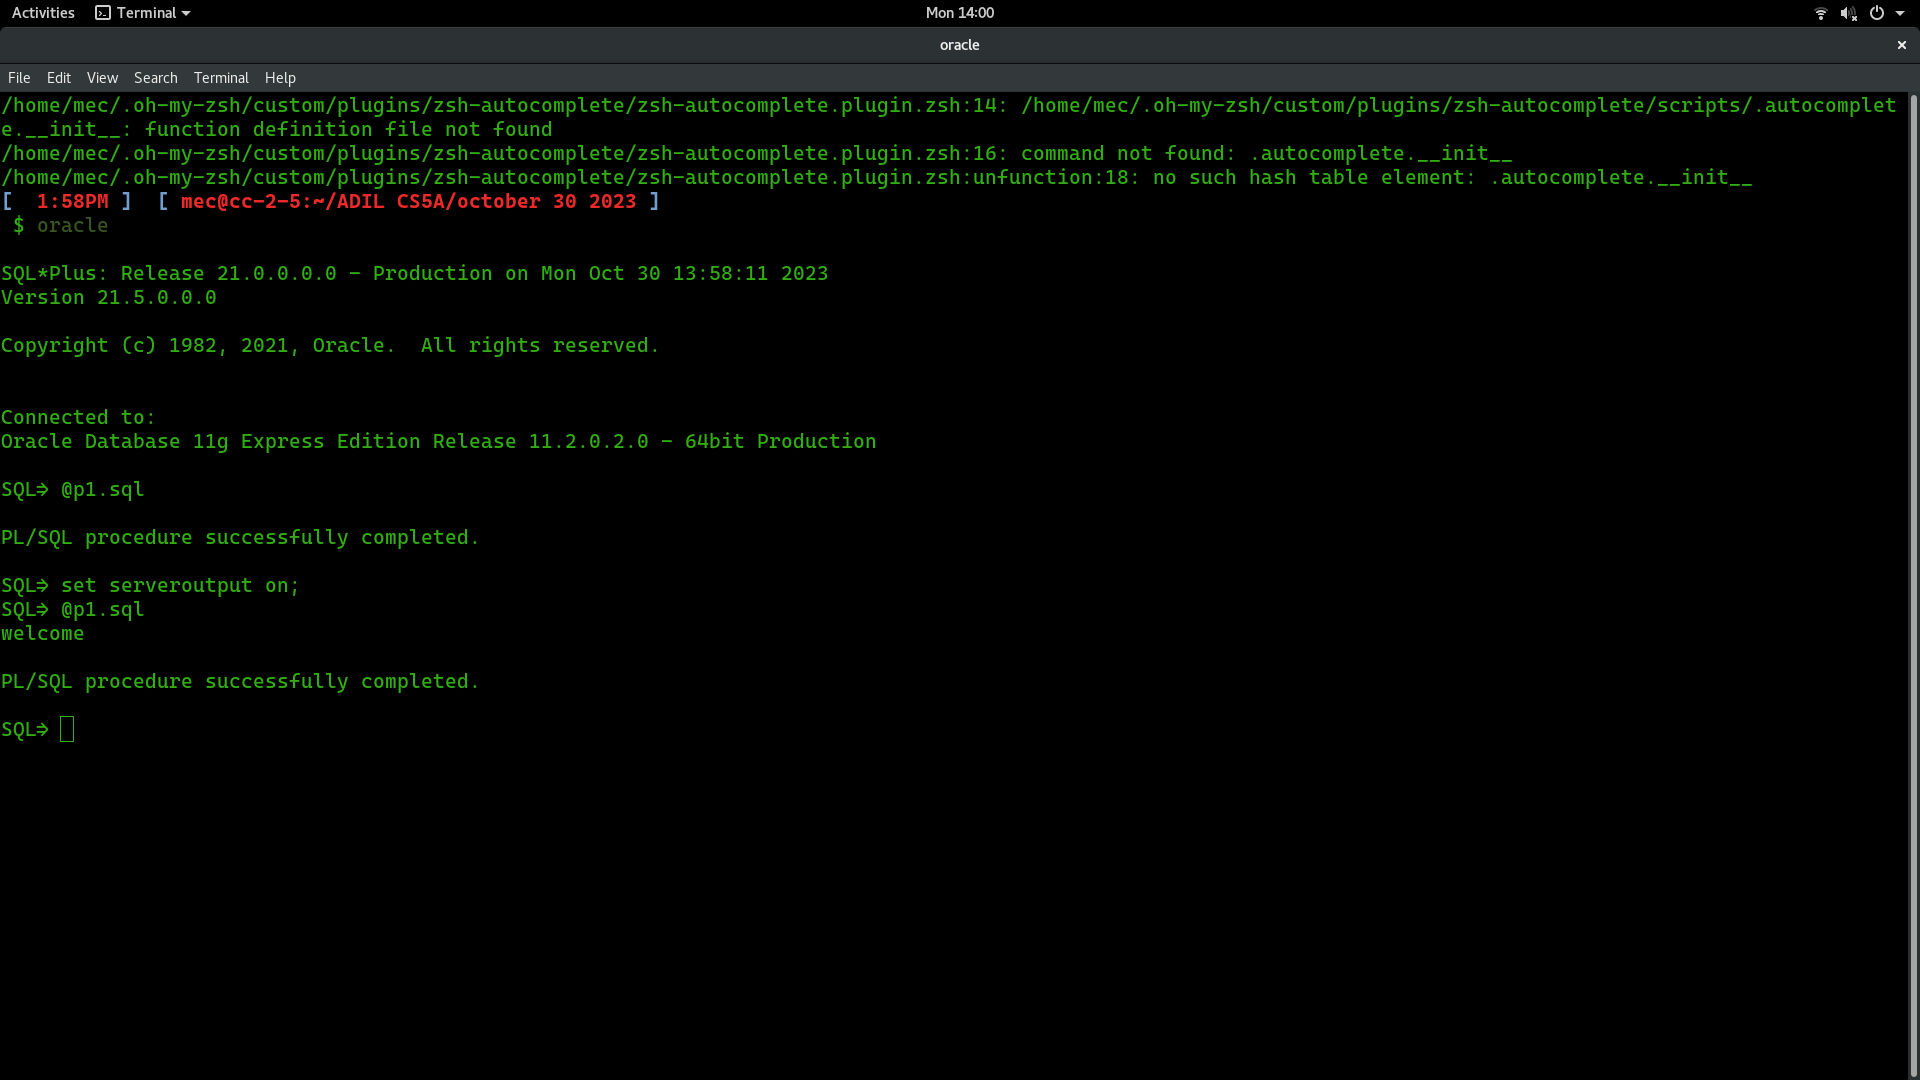 Activities Terminal Mon 14:00
oracle
File Edit View Search Terminal Help
/home/mec/.oh-my-zsh/custom/plugins/zsh-autocomplete/zsh-autocomplete.plugin.zsh:14: /home/mec/.oh-my-zsh/custom/plugins/zsh-autocomplete/scripts/.autocomplet
e.__init__: function definition file not found
/home/mec/.oh-my-zsh/custom/plugins/zsh-autocomplete/zsh-autocomplete.plugin.zsh:16: command not found: .autocomplete.__init__
/home/mec/.oh-my-zsh/custom/plugins/zsh-autocomplete/zsh-autocomplete.plugin.zsh:unfunction:18: no such hash table element: .autocomplete.__init__
[  1:58PM ]  [ mec@cc-2-5:~/ADIL CS5A/october 30 2023 ]
$ oracle
SQL*Plus: Release 21.0.0.0.0 - Production on Mon Oct 30 13:58:11 2023
Version 21.5.0.0.0
Copyright (c) 1982, 2021, Oracle.  All rights reserved.
Connected to:
Oracle Database 11g Express Edition Release 11.2.0.2.0 - 64bit Production
SQL> @p1.sql
PL/SQL procedure successfully completed.
SQL> set serveroutput on;
SQL> @p1.sql
welcome
PL/SQL procedure successfully completed.
SQL>